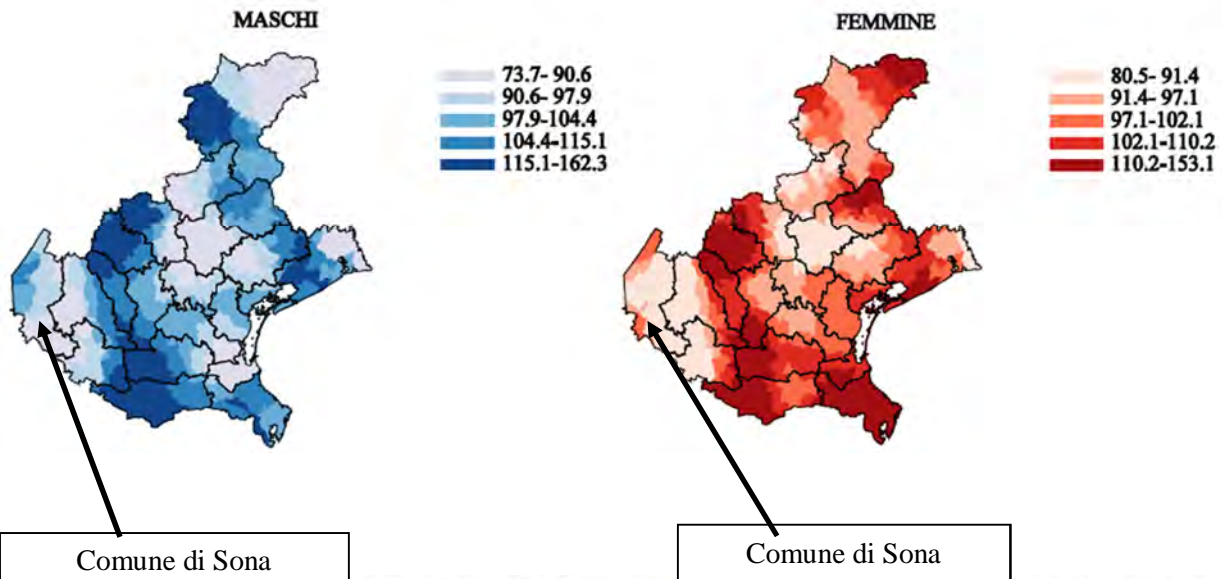 MASCHI
73.7- 90.6
90.6- 97.9
97.9-104.4
104.4-115.1
115.1-162.3
FEMMINE
80.5- 91.4
91.4- 97.1
97.1-102.1
102.1-110.2
110.2-153.1
Comune di Sona
Comune di Sona